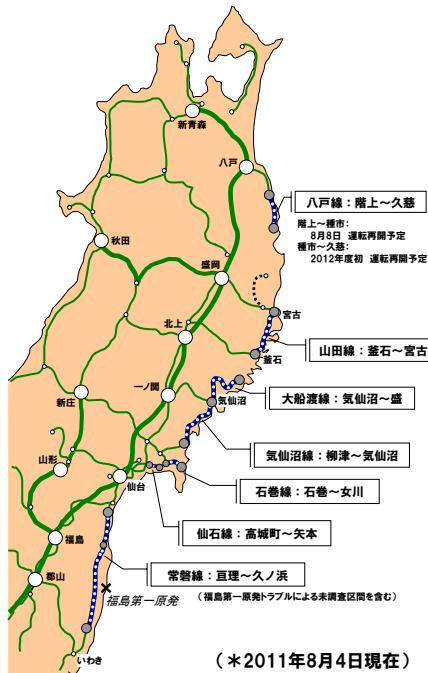 新青森
八戸
八戸線：階上～久慈
階上～種市：
8月8日 運転再開予定
種市～久慈：
2012年度初 運転再開予定
秋田
盛岡
宮古
北上
釜石
山田線：釜石～宮古
一ノ関
新庄
気仙沼
大船渡線：気仙沼～盛
気仙沼線：柳津～気仙沼
山形
石巻線：石巻～女川
仙台
仙石線：高城町～矢本
福島
常磐線：亘理～久ノ浜
（福島第一原発トラブルによる未調査区間を含む）
郡山
福島第一原発
いわき
（＊2011年8月4日現在）